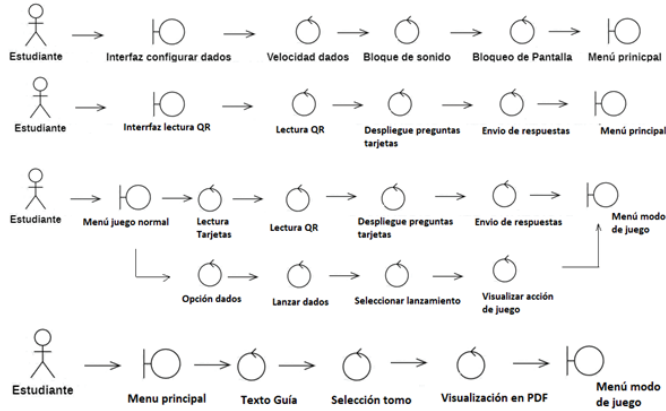 Estudiante Interfaz configurar dados Velocidad dados Bloque de sonido Bloqueo de Pantalla Menú prinicpal
Estudiante Interrfaz lectura QR Lectura QR Despliegue preguntas Envio de respuestas Menú principal
tarjetas
Estudiante Menú juego normal Lectura Lectura QR Despliegue preguntas Envio de respuestas Menú modo
Tarjetas tarjetas de juego
Opción dados Lanzar dados Seleccionar lanzamiento Visualizar acción
de juego
Estudiante Menu principal Texto Guía Selección tomo Visualización en PDF Menú modo
de juego